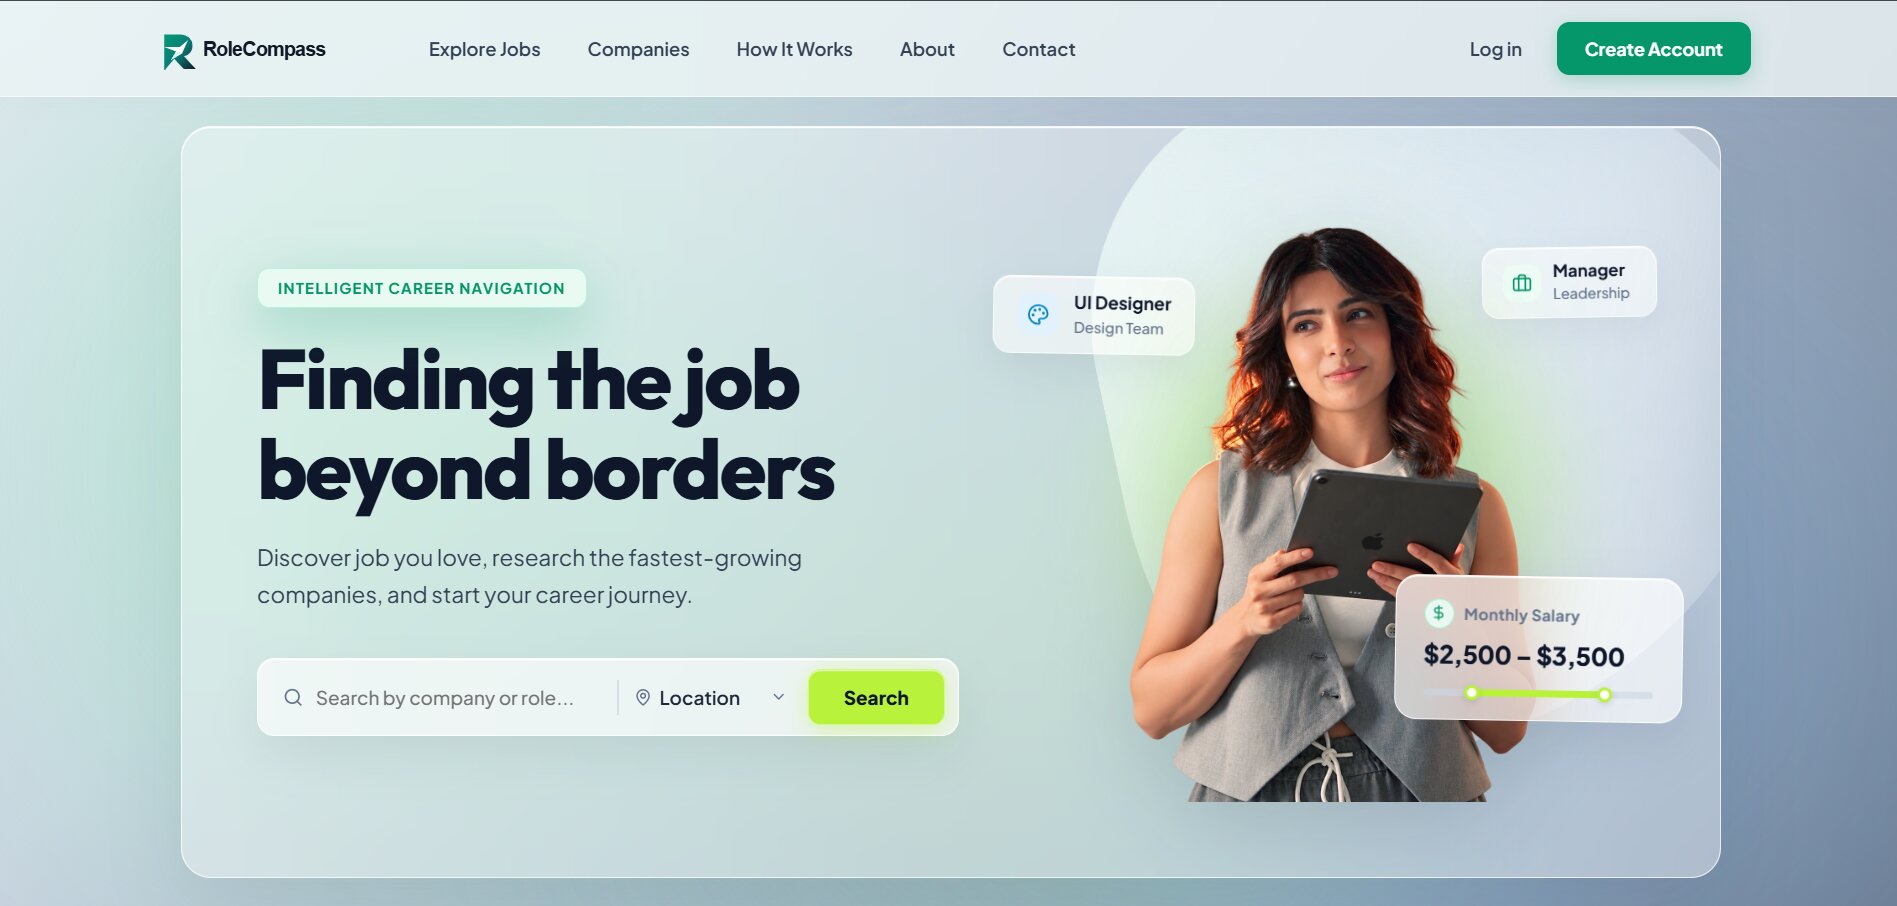 RoleCompass
Explore Jobs
Companies
How It Works
About
Contact
Log in
Create Account
INTELLIGENT CAREER NAVIGATION
Finding the job
beyond borders
Discover job you love, research the fastest-growing
companies, and start your career journey.
Search by company or role...
Location
Search
UI Designer
Design Team
Manager
Leadership
$ Monthly Salary
$2,500 – $3,500